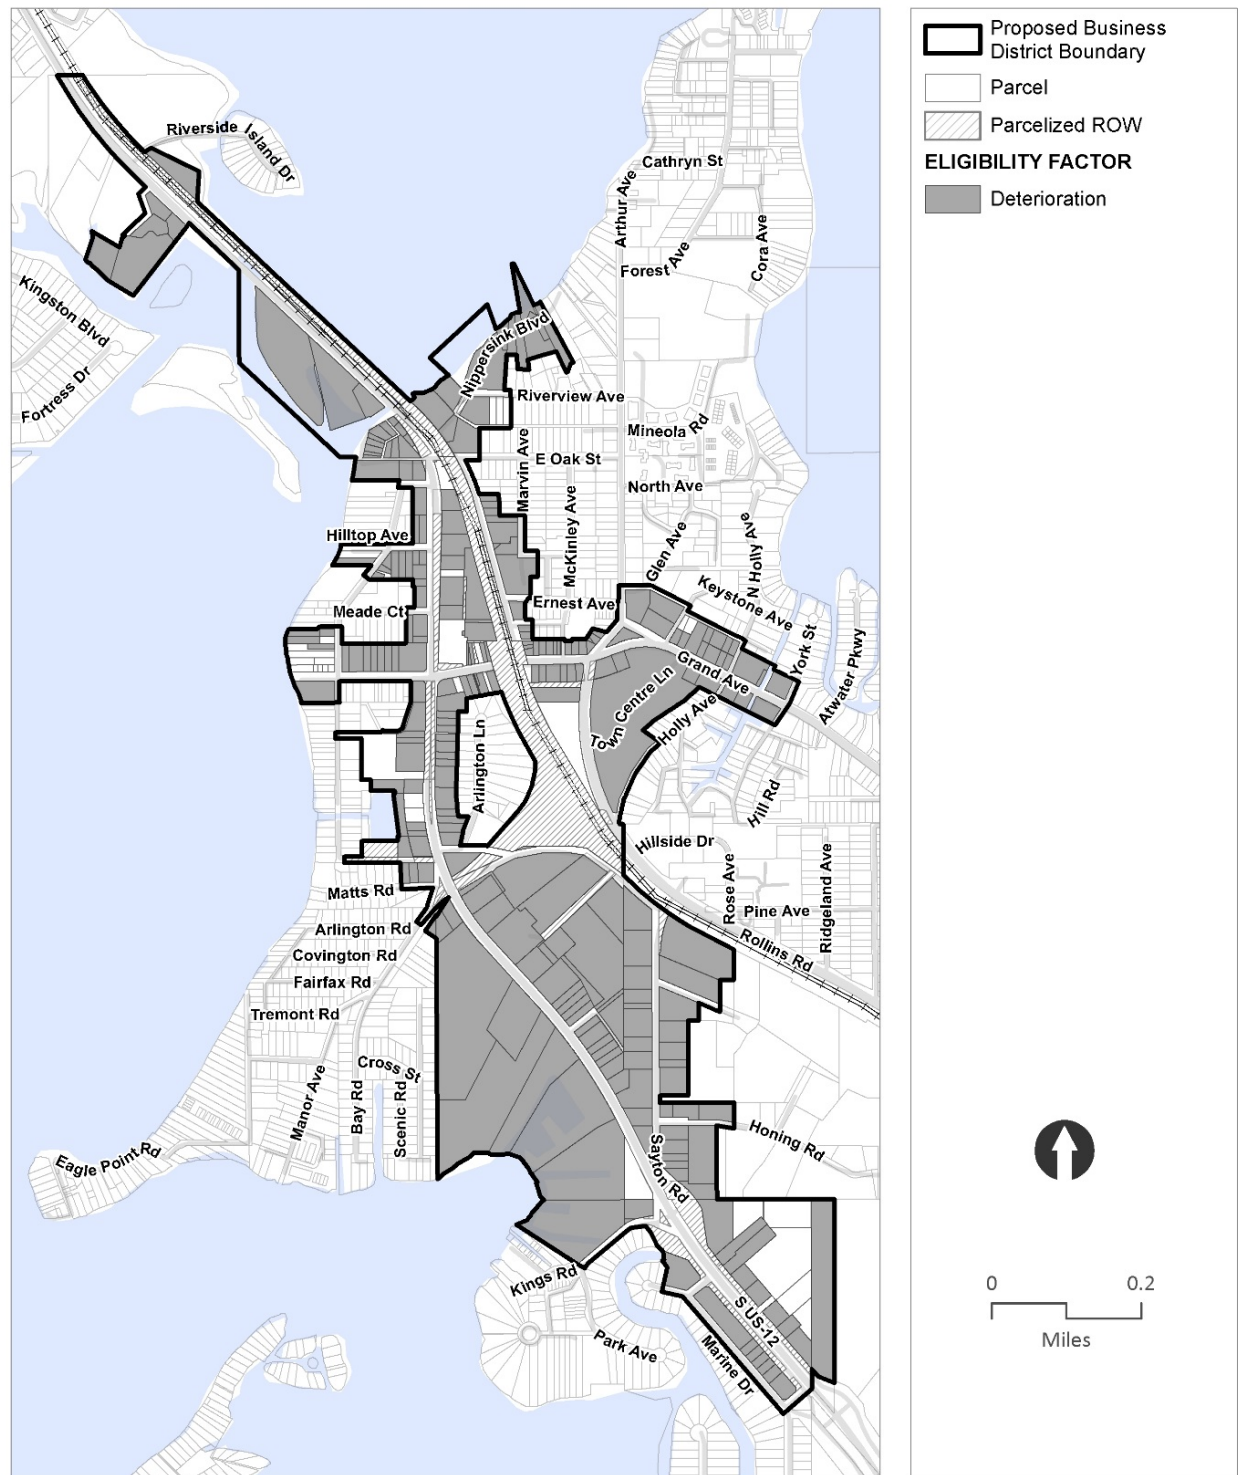 Proposed Business
District Boundary
Parcel
Parcelized ROW
ELIGIBILITY FACTOR
Deterioration
Riverside Island Dr
Cathryn St
Arthur Ave
Forest Ave
Cora Ave
Kingston Blvd
Fortress Dr
Nippersink Blvd
Riverview Ave
Mineola Rd
Marvin Ave
E Oak St
North Ave
McKinley Ave
Hilltop Ave
Glen Ave
N Holly Ave
Keystone Ave
Ernest Ave
Meade Ct
York St
Atwater Pkwy
Grand Ave
Town Centre Ln
Holly Ave
Arlington Ln
Hill Rd
Hillside Dr
Rose Ave
Ridgeland Ave
Matts Rd
Pine Ave
Arlington Rd
Rollins Rd
Covington Rd
Fairfax Rd
Tremont Rd
Cross St
Manor Ave
Bay Rd
Scenic Rd
Eagle Point Rd
Honing Rd
Sayton Rd
Kings Rd
S US-12
Park Ave
Marine Dr
0 0.2
Miles